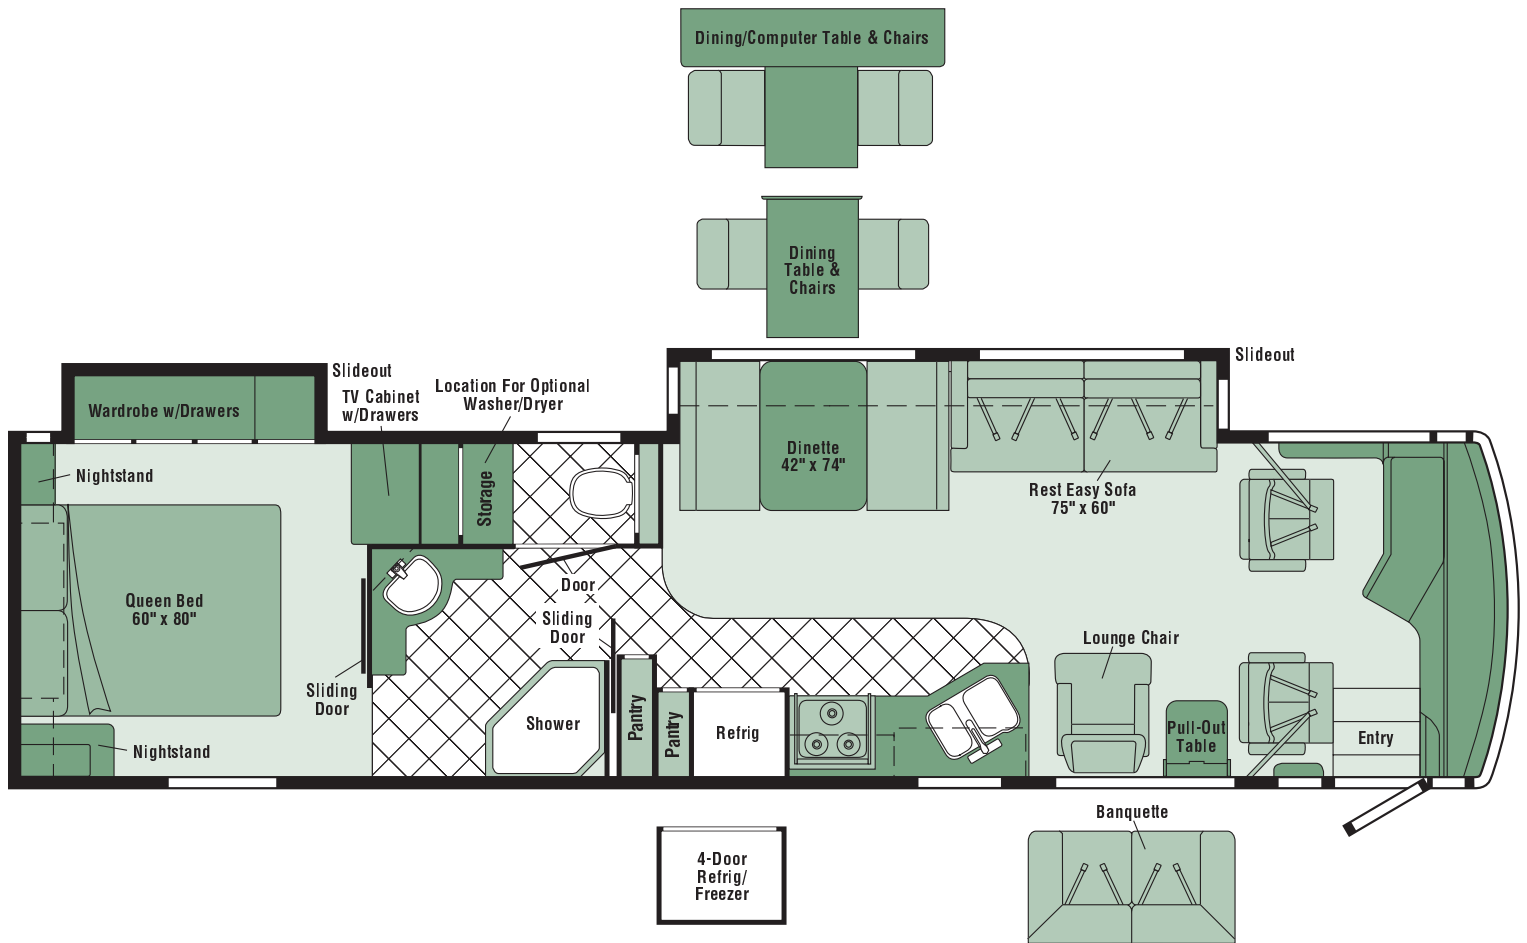 Dining/Computer Table & Chairs
Dining
Table &
Chairs
Slideout
Slideout
TV Cabinet
w/Drawers
Location For Optional
Washer/Dryer
Wardrobe w/Drawers
Nightstand
Storage
Dinette
42" x 74"
Rest Easy Sofa
75" x 60"
Queen Bed
60" x 80"
Door
Sliding
Door
Lounge Chair
Sliding
Door
Shower
Pantry
Pantry
Refrig
Pull-Out
Table
Entry
Nightstand
Banquette
4-Door
Refrig/
Freezer